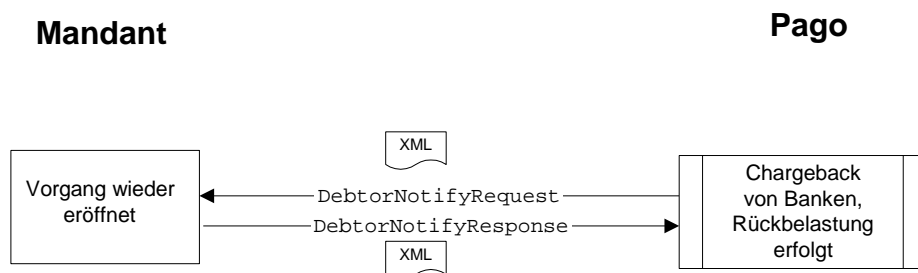 Mandant
Pago
XML
Vorgang wieder
eröffnet
DebtorNotifyRequest
DebtorNotifyResponse
XML
Chargeback
von Banken,
Rückbelastung
erfolgt